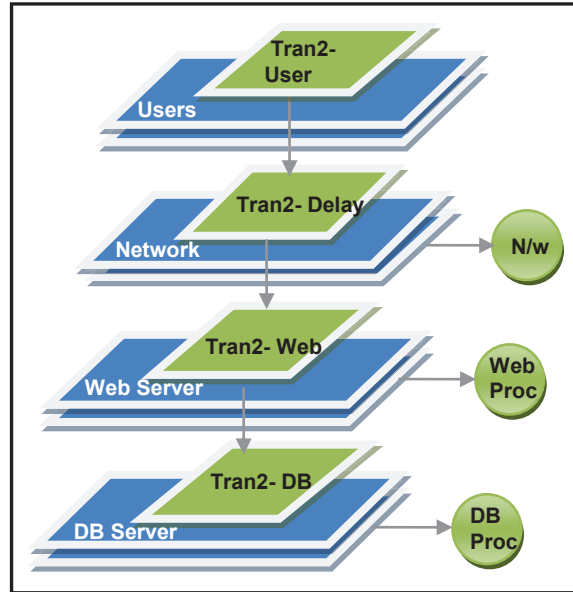 Tran2-
User
Users
Tran2- Delay
Network
N/w
Tran2- Web
Web Server
Web
Proc
Tran2- DB
DB Server
DB
Proc